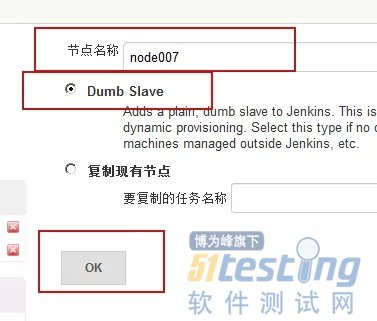 节点名称
node007
Dumb Slave
Adds a plain, dumb slave to Jenkins. This is
dynamic provisioning. Select this type if no o
machines managed outside Jenkins, etc.
复制现有节点
要复制的任务名称
OK
博为峰旗下
51testing
软件测试网